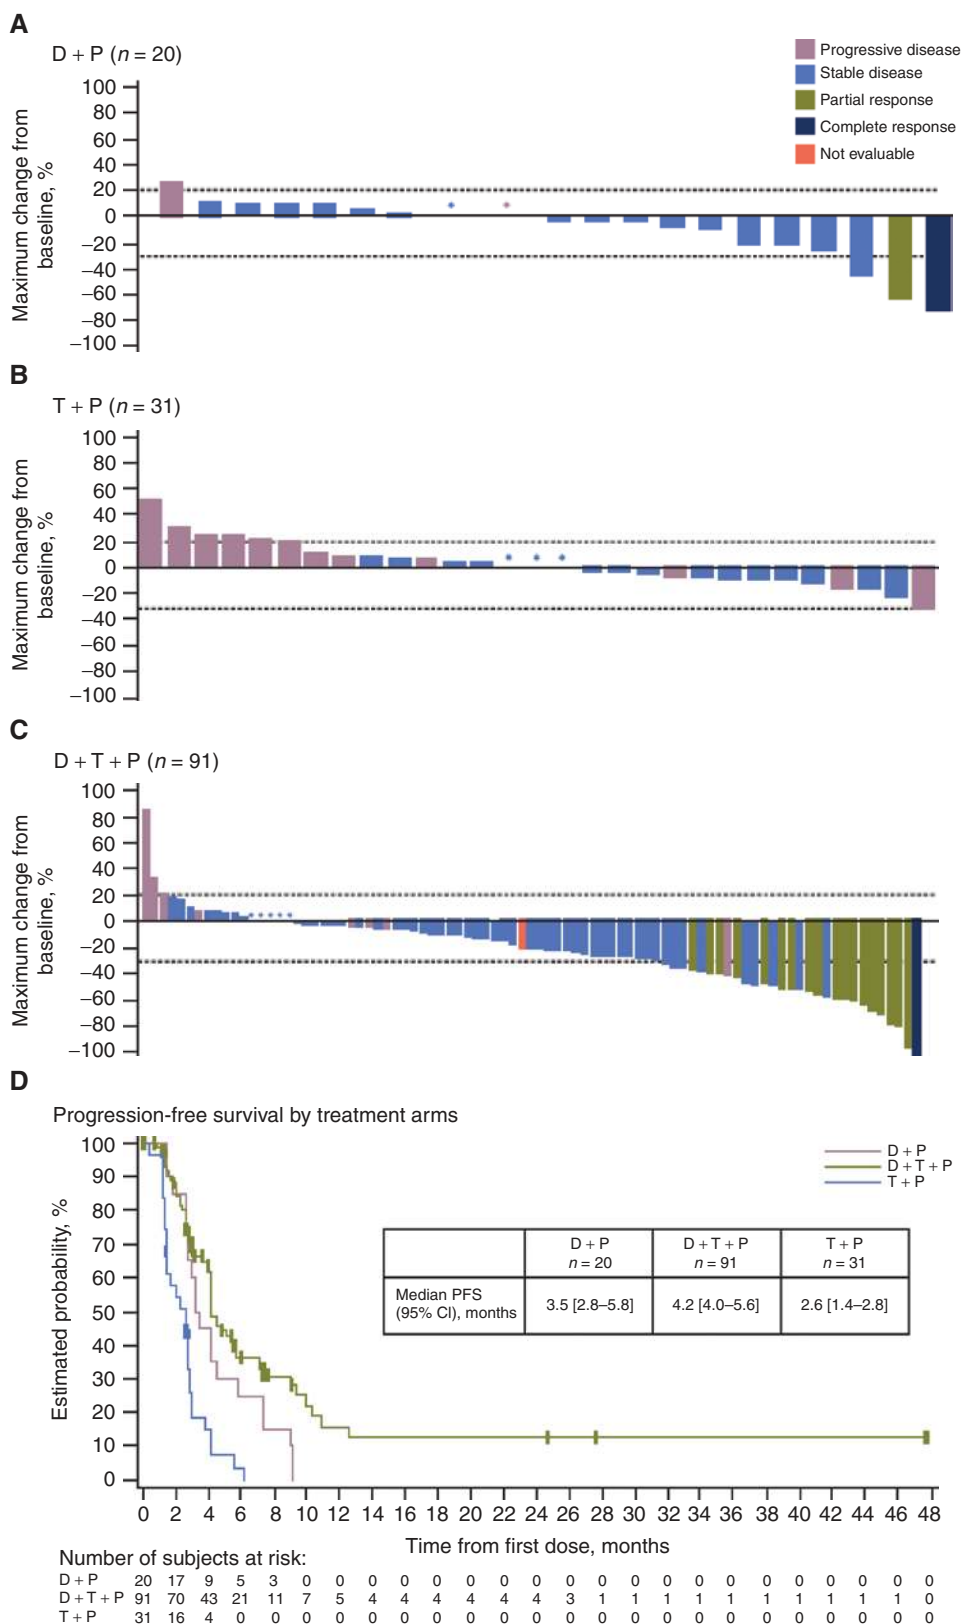 A
D + P (n = 20)
Progressive disease
Stable disease
Partial response
Complete response
Not evaluable
Maximum change from
baseline, %
100
80
60
40
20
0
−20
−40
−60
−80
−100
B
T + P (n = 31)
Maximum change from
baseline, %
100
80
60
40
20
0
−20
−40
−60
−80
−100
C
D + T + P (n = 91)
Maximum change from
baseline, %
100
80
60
40
20
0
−20
−40
−60
−80
−100
D
Progression-free survival by treatment arms
D + P
D + T + P
T + P
Estimated probability, %
100
90
80
70
60
50
40
30
20
10
0
D + P D + T + P T + P
n = 20 n = 91 n = 31
Median PFS
(95% CI), months 3.5 [2.8–5.8] 4.2 [4.0–5.6] 2.6 [1.4–2.8]
0 2 4 6 8 10 12 14 16 18 20 22 24 26 28 30 32 34 36 38 40 42 44 46 48
Time from first dose, months
Number of subjects at risk:
D + P 20 17 9 5 3 0 0 0 0 0 0 0 0 0 0 0 0 0 0 0 0 0 0 0 0
D + T + P 91 70 43 21 11 7 5 4 4 4 4 4 4 3 1 1 1 1 1 1 1 1 1 1 0
T + P 31 16 4 0 0 0 0 0 0 0 0 0 0 0 0 0 0 0 0 0 0 0 0 0 0